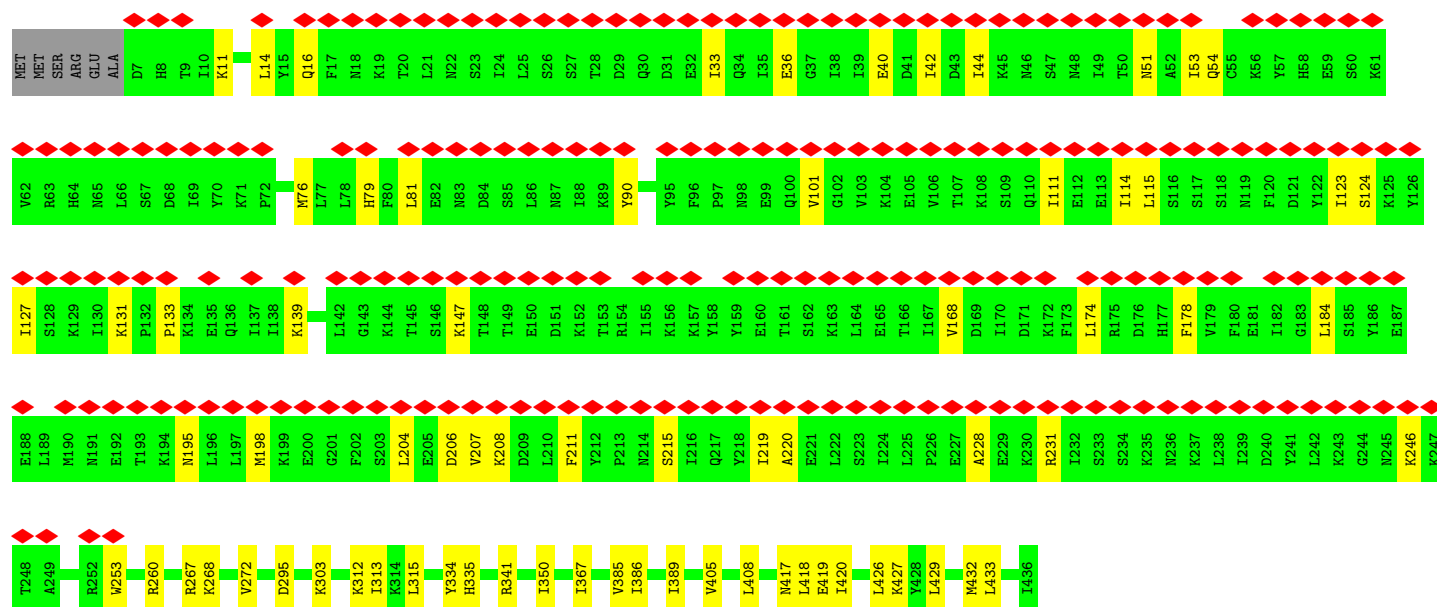 MET MET SER ARG GLU ALA D7 H8 T9 I10 K11 L14 Y15 Q16 F17 N18 K19 T20 L21 N22 S23 I24 L25 S26 S27 T28 D29 Q30 D31 E32 I33 Q34 I35 E36 G37 I38 I39 E40 D41 I42 D43 I44 K45 N46 S47 N48 I49 T50 N51 A52 I53 Q54 C55 K56 Y57 H58 E59 S60 K61
V62 R63 H64 N65 L66 S67 D68 I69 Y70 K71 P72 M76 L77 L78 H79 F80 L81 E82 N83 D84 S85 L86 N87 I88 K89 Y90 Y95 F96 P97 N98 E99 Q100 V101 G102 V103 K104 E105 V106 T107 K108 S109 Q110 I111 E112 E113 I114 L115 S116 S117 S118 N119 F120 D121 Y122 I123 S124 K125 Y126
I127 S128 K129 I130 K131 P132 P133 K134 E135 Q136 I137 I138 K139 L142 G143 K144 T145 S146 K147 T148 T149 E150 D151 K152 T153 R154 I155 K156 K157 Y158 Y159 E160 T161 S162 K163 L164 E165 T166 I167 V168 D169 I170 D171 K172 F173 L174 R175 D176 H177 F178 V179 F180 E181 I182 G183 L184 S185 Y186 E187
E188 L189 M190 N191 E192 T193 K194 N195 L196 L197 M198 K199 E200 G201 F202 S203 L204 E205 D206 V207 K208 D209 L210 F211 Y212 P213 N214 S215 I216 Q217 Y218 I219 A220 E221 L222 S223 I224 L225 P226 E227 A228 E229 K230 R231 I232 S233 S234 K235 N236 K237 L238 I239 D240 Y241 L242 K243 G244 N245 K246 K247
T248 A249 R252 W253 R260 R267 K268 V272 D295 K303 K312 I313 K314 L315 Y334 H335 R341 I350 I367 V385 I386 I389 V405 L408 N417 L418 E419 I420 L426 K427 Y428 L429 M432 L433 I436